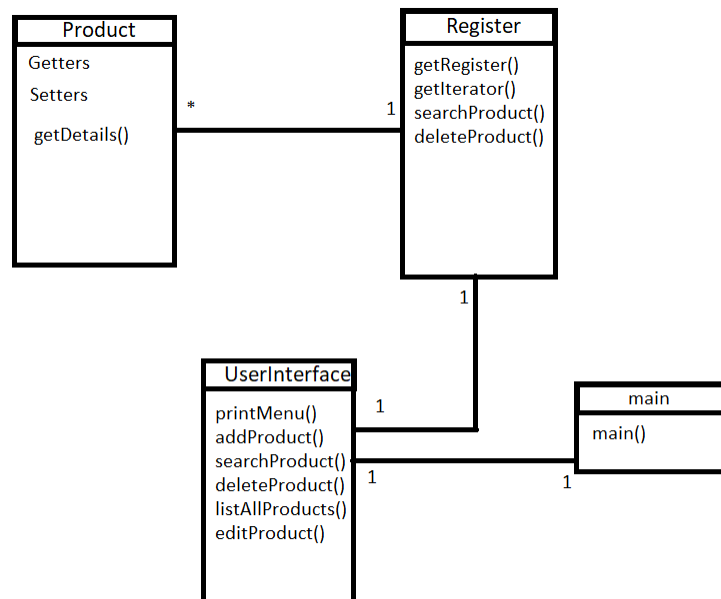 Product
Getters
Setters
getDetails()
*
1
Register
getRegister()
getIterator()
searchProduct()
deleteProduct()
1
UserInterface
printMenu()
addProduct()
searchProduct()
deleteProduct()
listAllProducts()
editProduct()
1
1
1
main
main()